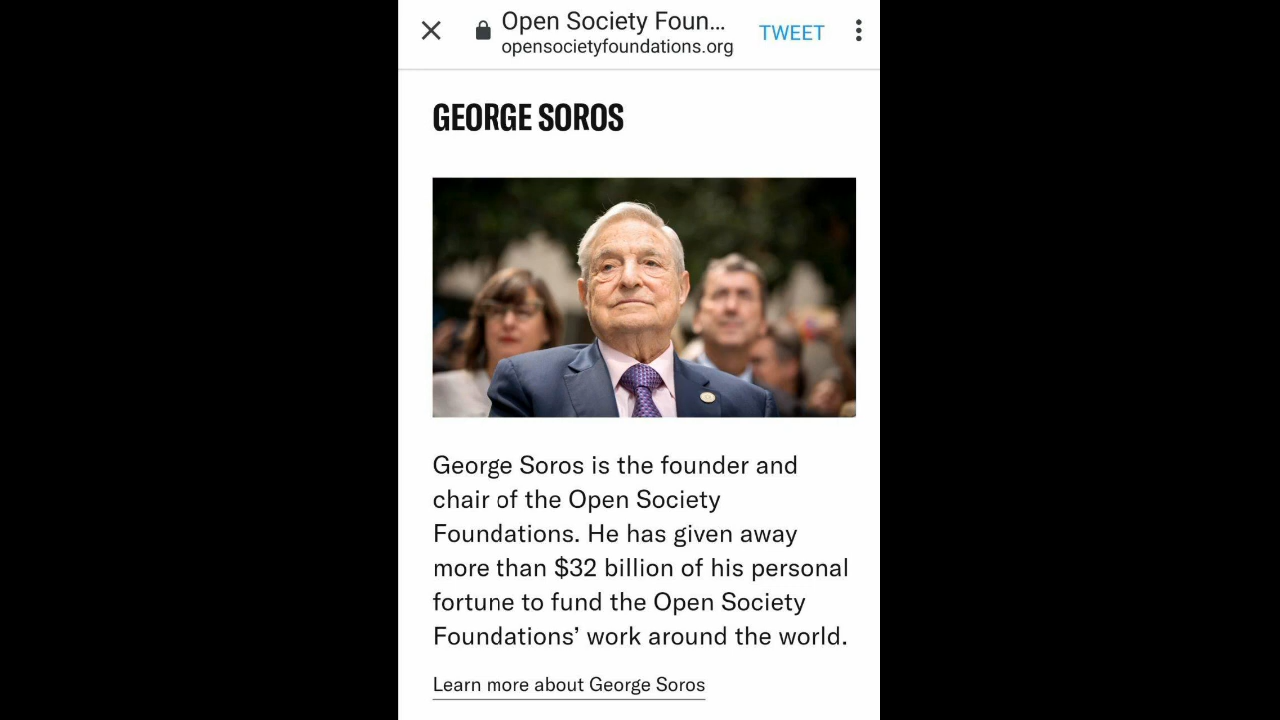 Open Society Foun...
TWEET
opensocietyfoundations.org
GEORGE SOROS
George Soros is the founder and
chair of the Open Society
Foundations. He has given away
more than $32 billion of his personal
fortune to fund the Open Society
Foundations’ work around the world.
Learn more about George Soros